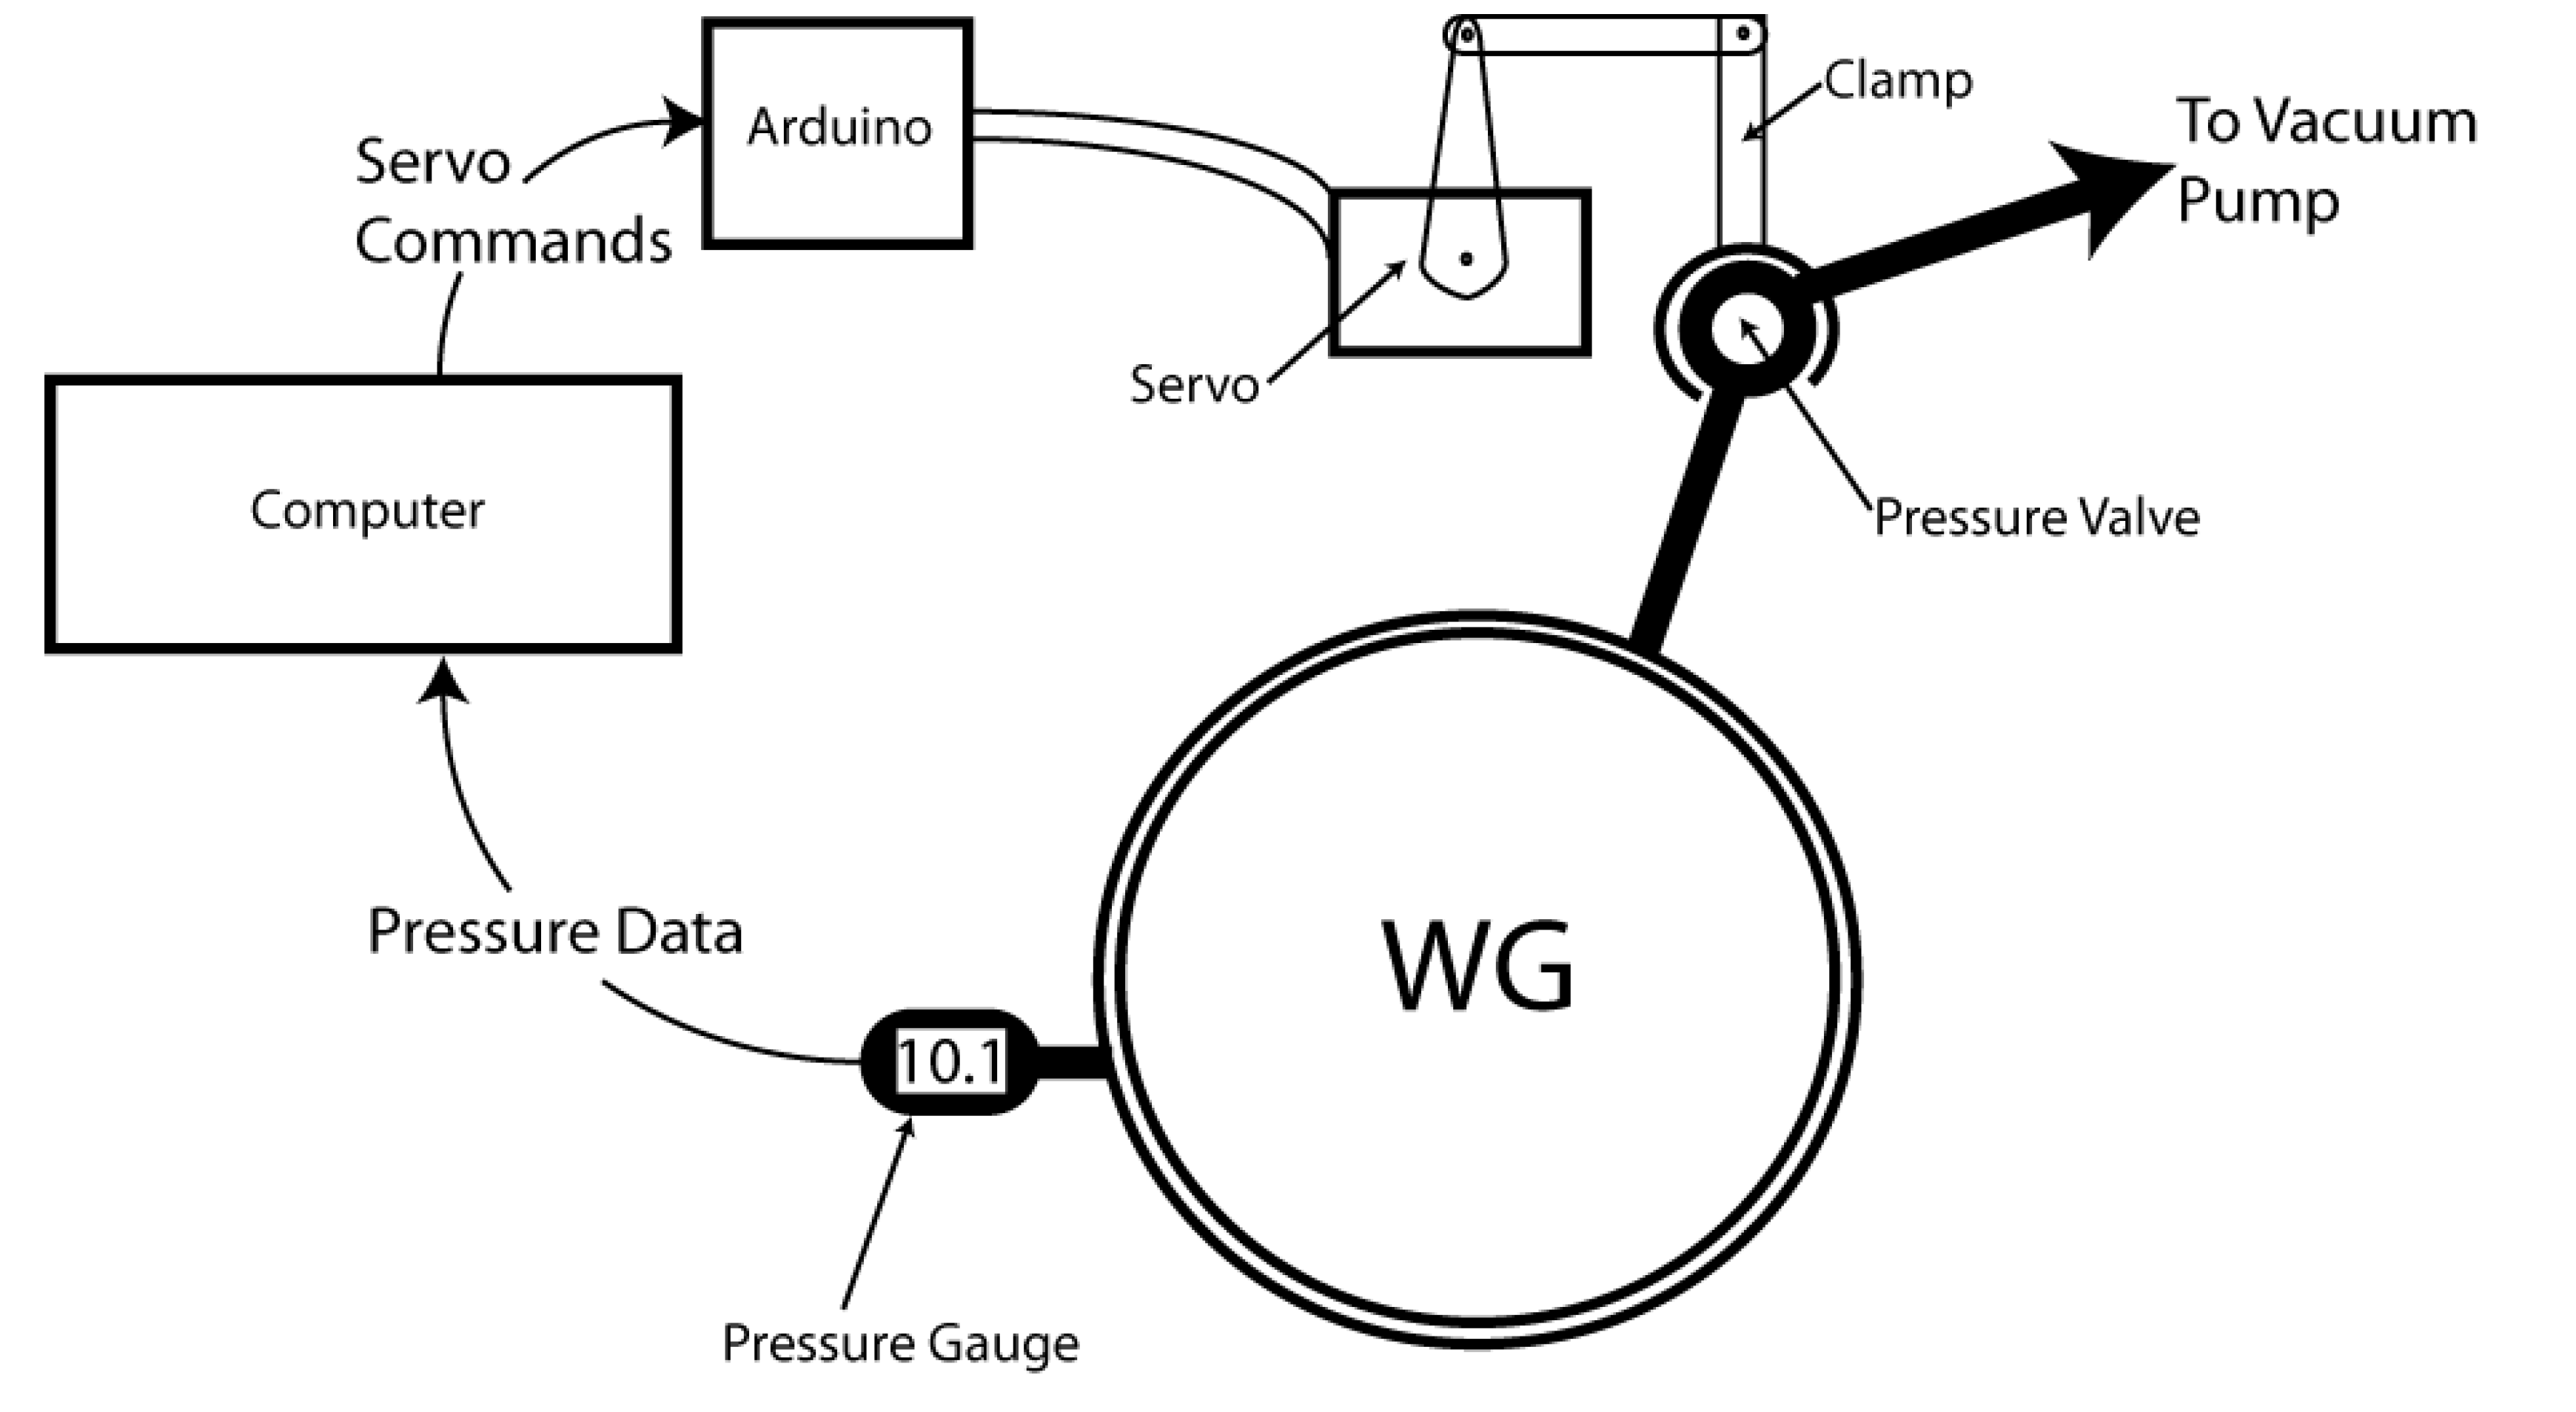 Arduino
Clamp
To Vacuum
Pump
Servo
Commands
Servo
Computer
Pressure Valve
Pressure Data
WG
10.1
Pressure Gauge